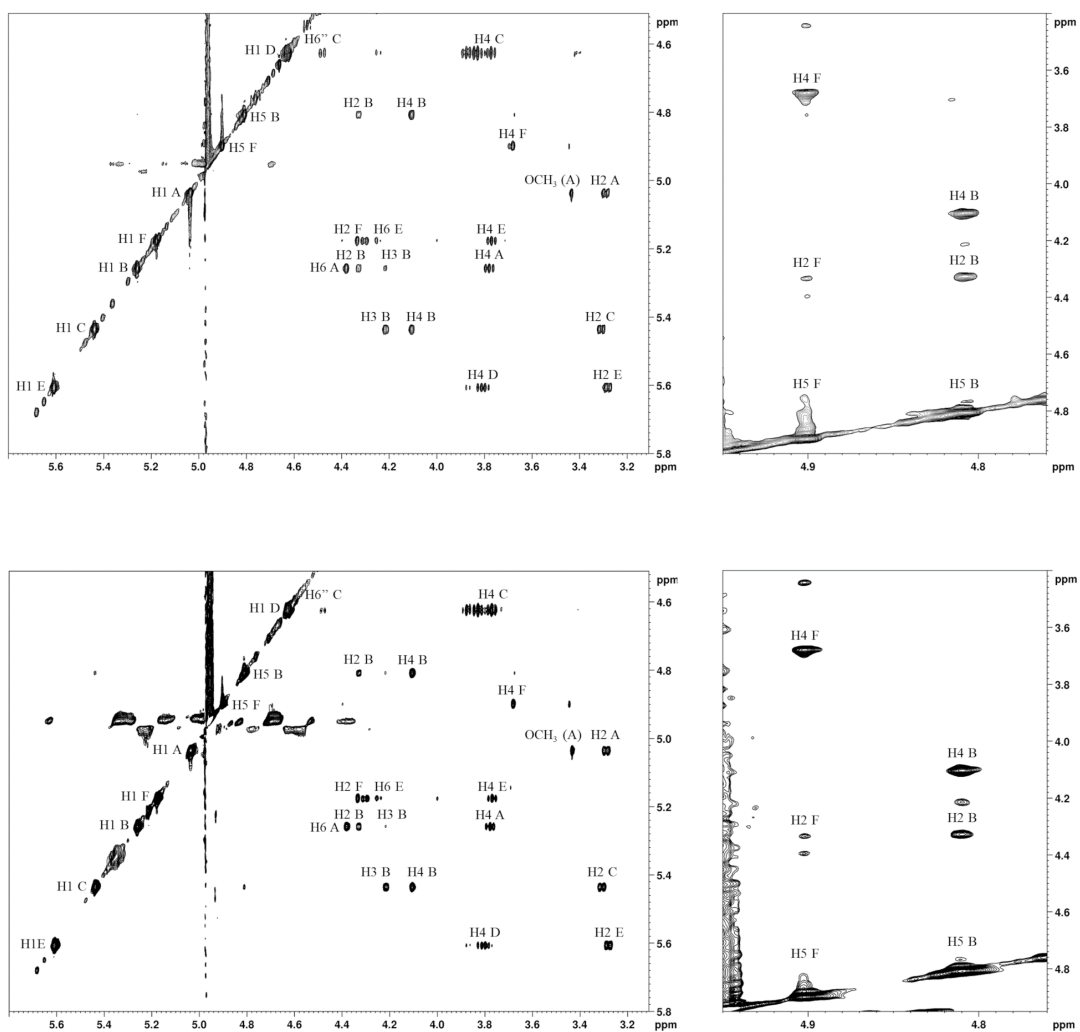 ppm
H1 D H6” C H4 C
4.6
H2 B H4 B
4.8
H5 B
H4 F
H5 F
OCH₃ (A) H2 A
5.0
H1 A
H2 F H6 E H4 E
H1 F
5.2
H2 B H3 B
H1 B H6 A H4 A
5.4
H3 B H4 B H2 C
H1 C
H4 D H2 E
H1 E
5.6
5.8
5.6 5.4 5.2 5.0 4.8 4.6 4.4 4.2 4.0 3.8 3.6 3.4 3.2 ppm
ppm
3.6
H4 F
3.8
4.0
H4 B
4.2
H2 F H2 B
4.4
4.6
H5 F H5 B
4.8
4.9 4.8 ppm
ppm
H6” C
H1 D H4 C
4.6
H2 B H4 B
4.8
H5 B
H4 F
H5 F
OCH₃ (A) H2 A
5.0
H1 A
H2 F H6 E H4 E
H1 F
5.2
H2 B H3 B
H1 B H6 A H4 A
5.4
H3 B H4 B H2 C
H1 C
H4 D H2 E
H1E
5.6
5.8
5.6 5.4 5.2 5.0 4.8 4.6 4.4 4.2 4.0 3.8 3.6 3.4 3.2 ppm
ppm
3.6
H4 F
3.8
4.0
H4 B
4.2
H2 F H2 B
4.4
4.6
H5 F H5 B
4.8
4.9 4.8 ppm